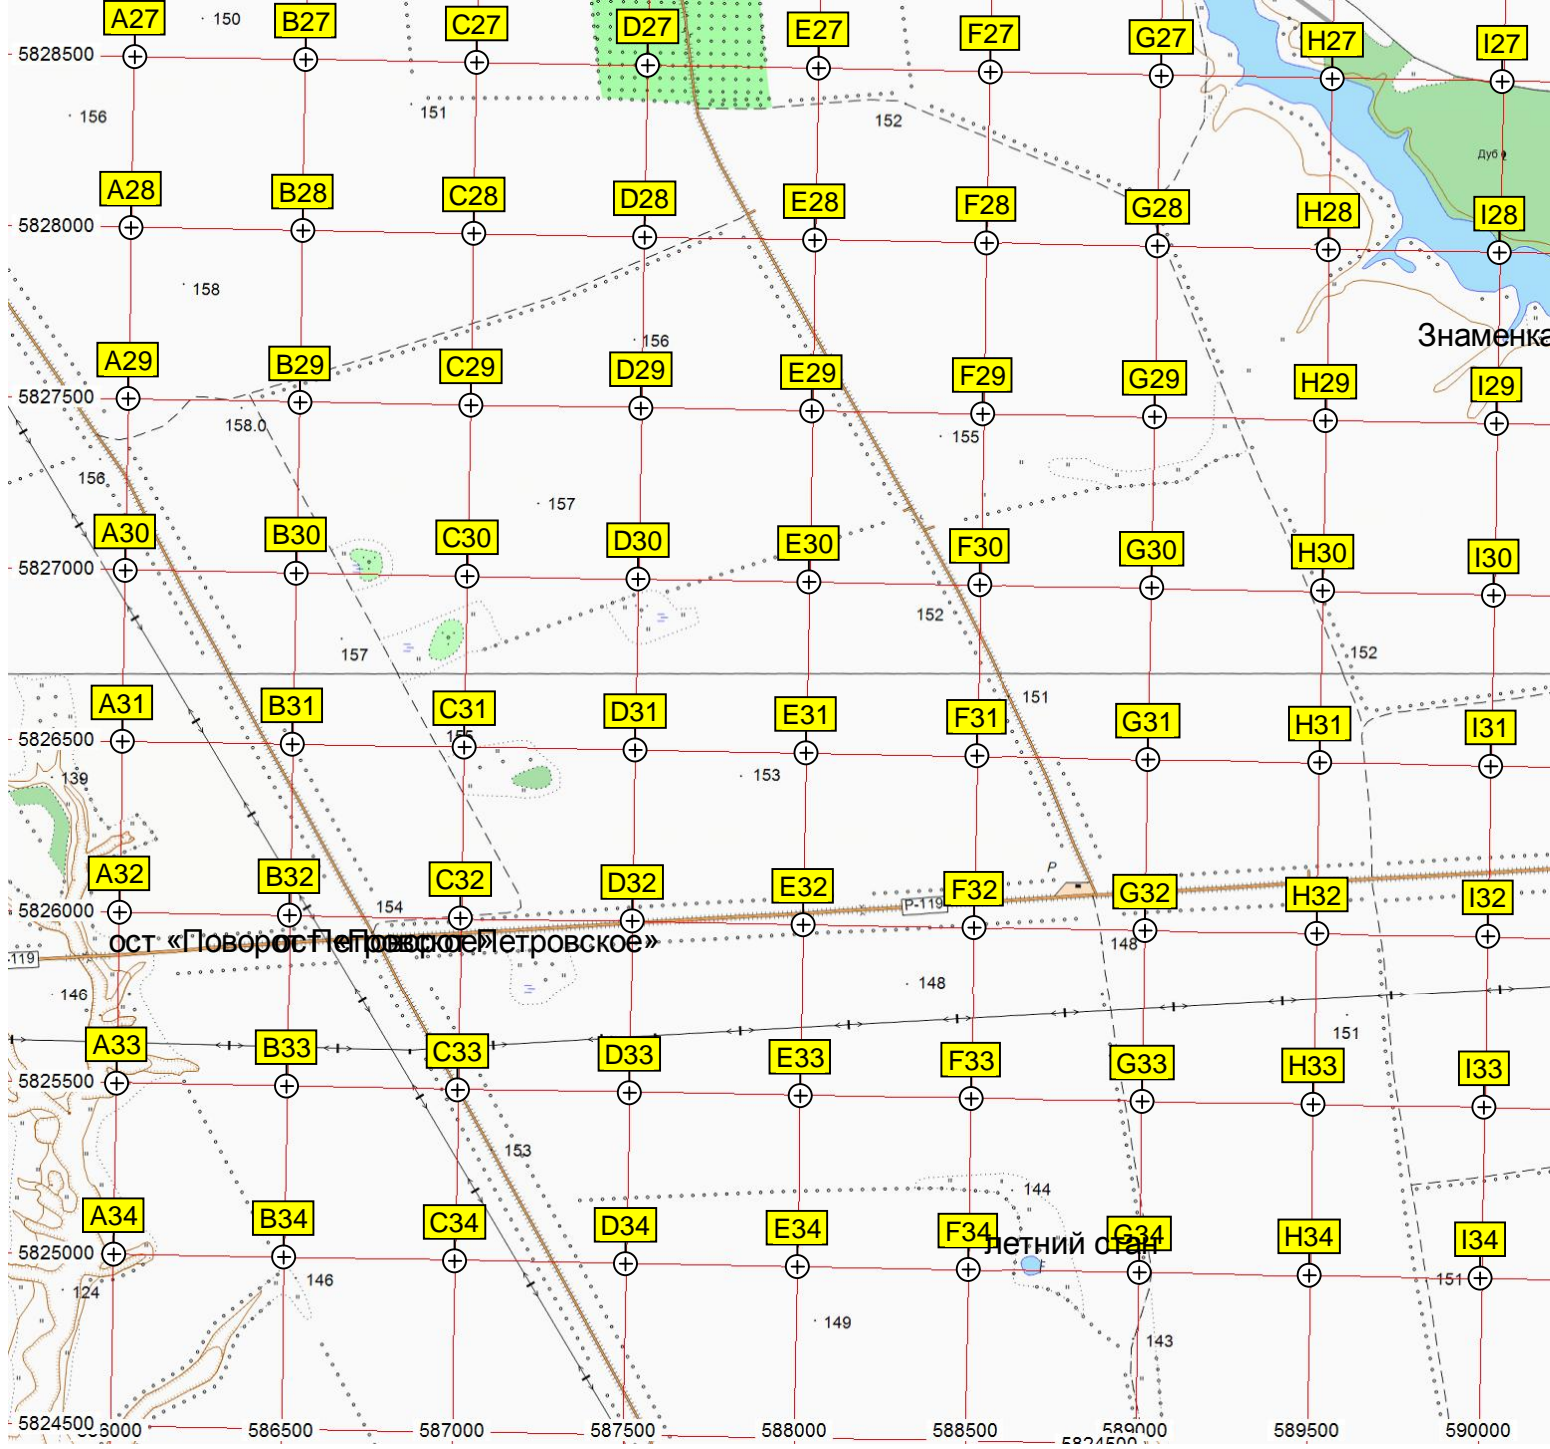 A27 150 B27 C27 D27 E27 F27 G27 H27 I27
5828500
156 151 152
Дуб
A28 B28 C28 D28 E28 F28 G28 H28 I28
5828000
158
156
Знаменка
A29 B29 C29 D29 E29 F29 G29 H29 I29
5827500
158.0 155
156
157
A30 B30 C30 D30 E30 F30 G30 H30 I30
5827000
152
157 152
A31 B31 C31 D31 E31 F31 G31 H31 I31
151
155
5826500
139 153
P
A32 B32 C32 D32 E32 F32 G32 H32 I32
5826000 154 Р-119
ост «Поворот Петровское» 148
119
146 148
151
A33 B33 C33 D33 E33 F33 G33 H33 I33
5825500
153
144
A34 B34 C34 D34 E34 F34 G34 H34 I34
летний стан
5825000
124 146 151
149
143
5824500
586500 587000 587500 588000 588500 589000 589500 590000
5824500